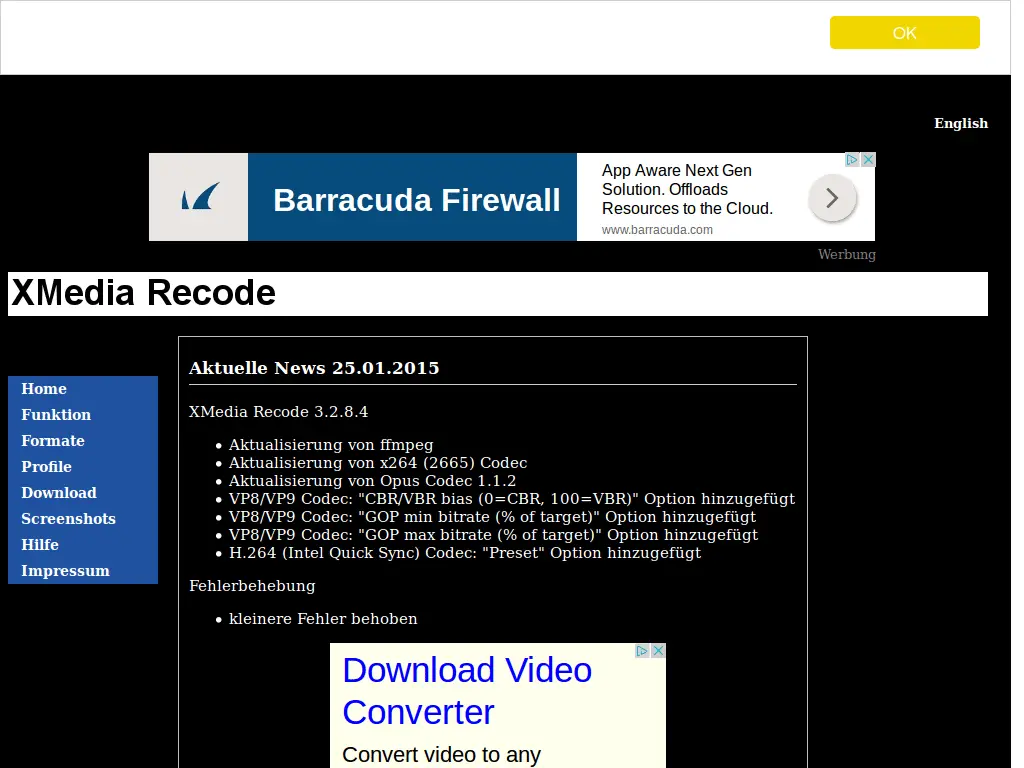 OK
English
Barracuda Firewall
App Aware Next Gen
Solution. Offloads
Resources to the Cloud.
www.barracuda.com
Werbung
XMedia Recode
Home
Funktion
Formate
Profile
Download
Screenshots
Hilfe
Impressum
Aktuelle News 25.01.2015
XMedia Recode 3.2.8.4
Aktualisierung von ffmpeg
Aktualisierung von x264 (2665) Codec
Aktualisierung von Opus Codec 1.1.2
VP8/VP9 Codec: "CBR/VBR bias (0=CBR, 100=VBR)" Option hinzugefügt
VP8/VP9 Codec: "GOP min bitrate (% of target)" Option hinzugefügt
VP8/VP9 Codec: "GOP max bitrate (% of target)" Option hinzugefügt
H.264 (Intel Quick Sync) Codec: "Preset" Option hinzugefügt
Fehlerbehebung
kleinere Fehler behoben
Download Video
Converter
Convert video to any